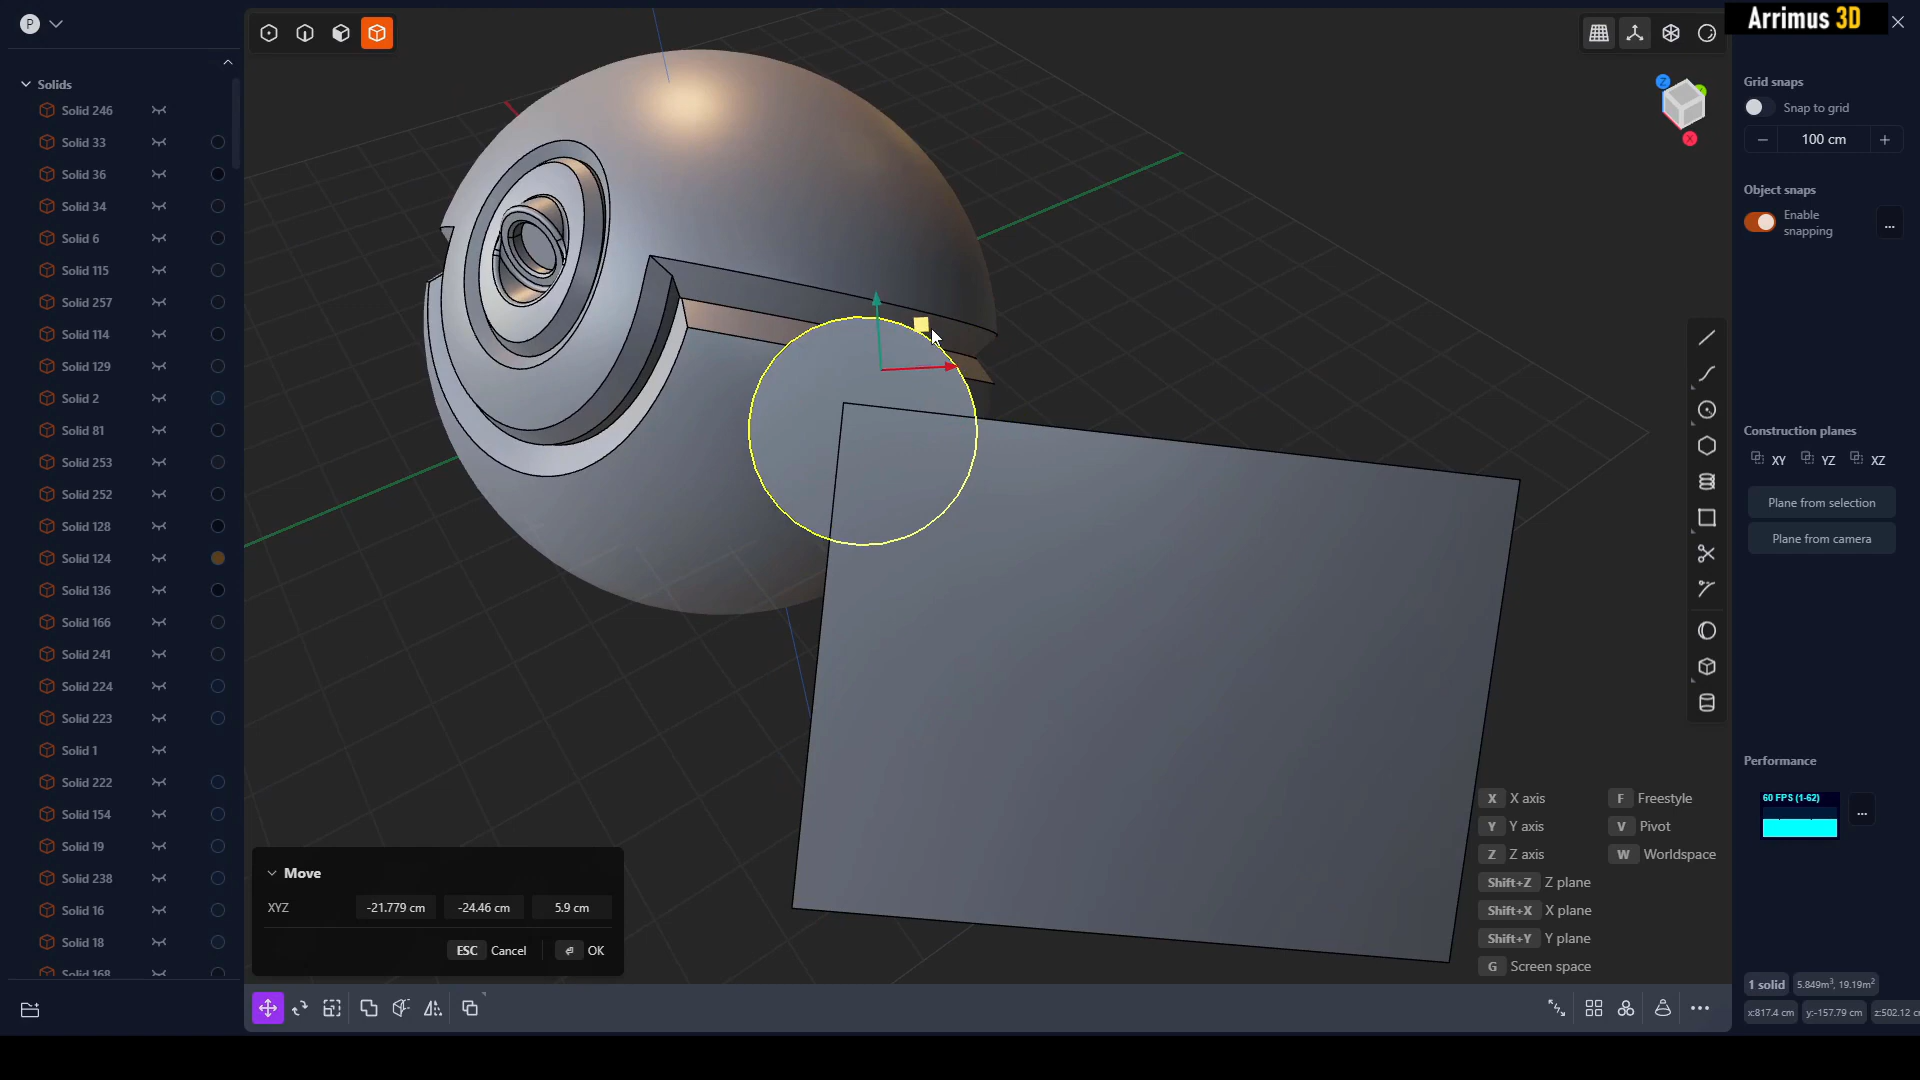 P
Arrimus 3D
Solids
Solid 246
Solid 33
Solid 36
Solid 34
Solid 6
Solid 115
Solid 257
Solid 114
Solid 129
Solid 2
Solid 81
Solid 253
Solid 252
Solid 128
Solid 124
Solid 136
Solid 166
Solid 241
Solid 224
Solid 223
Solid 1
Solid 222
Solid 154
Solid 19
Solid 238
Solid 16
Solid 18
Solid 168
Z
X
Grid snaps
Snap to grid
100 cm
Object snaps
Enable
snapping
...
Construction planes
XY YZ XZ
Plane from selection
Plane from camera
Performance
60 FPS (1-62)
...
X X axis F Freestyle
Y Y axis V Pivot
Z Z axis W Worldspace
Shift+Z Z plane
Shift+X X plane
Shift+Y Y plane
G Screen space
Move
XYZ -21.779 cm -24.46 cm 5.9 cm
ESC Cancel OK
1 solid 5.849m³, 19.19m²
x:817.4 cm y:-157.79 cm z:502.12 c